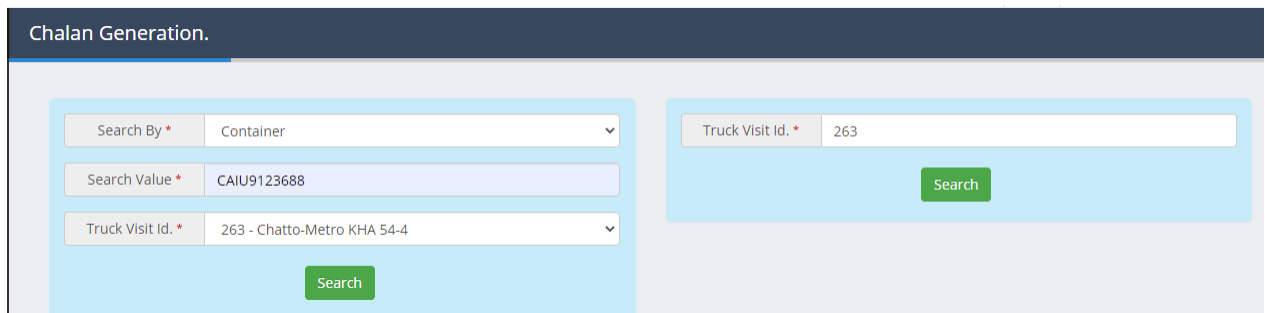 Chalan Generation.
Search By *
Container
Search Value *
CAIU9123688
Truck Visit Id. *
263 - Chatto-Metro KHA 54-4
Search
Truck Visit Id. *
263
Search